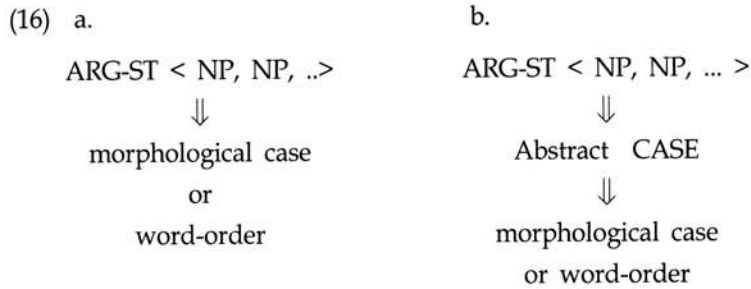 (16) a.
ARG-ST < NP, NP, ..>
⇓
morphological case
or
word-order
b.
ARG-ST < NP, NP, ... >
⇓
Abstract CASE
⇓
morphological case
or word-order